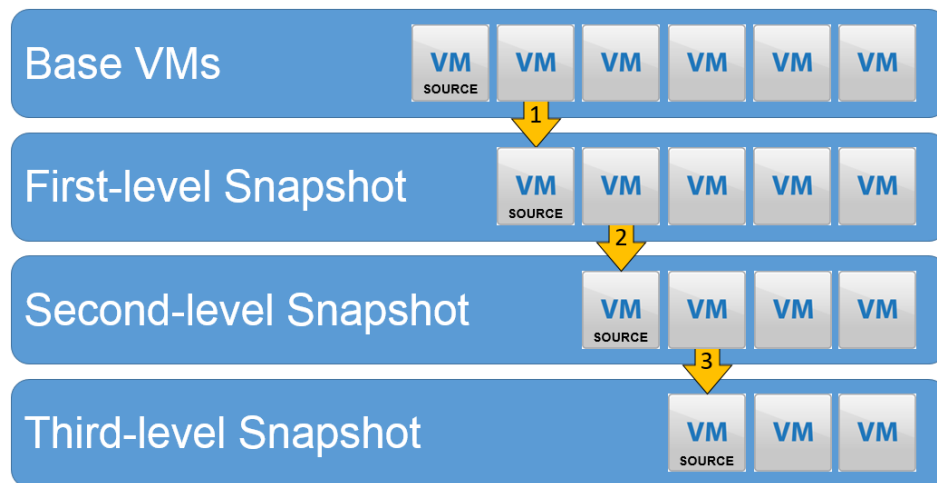 Base VMs
VM SOURCE VM VM VM VM VM
1
First-level Snapshot
VM SOURCE VM VM VM VM
2
Second-level Snapshot
VM SOURCE VM VM VM
3
Third-level Snapshot
VM SOURCE VM VM